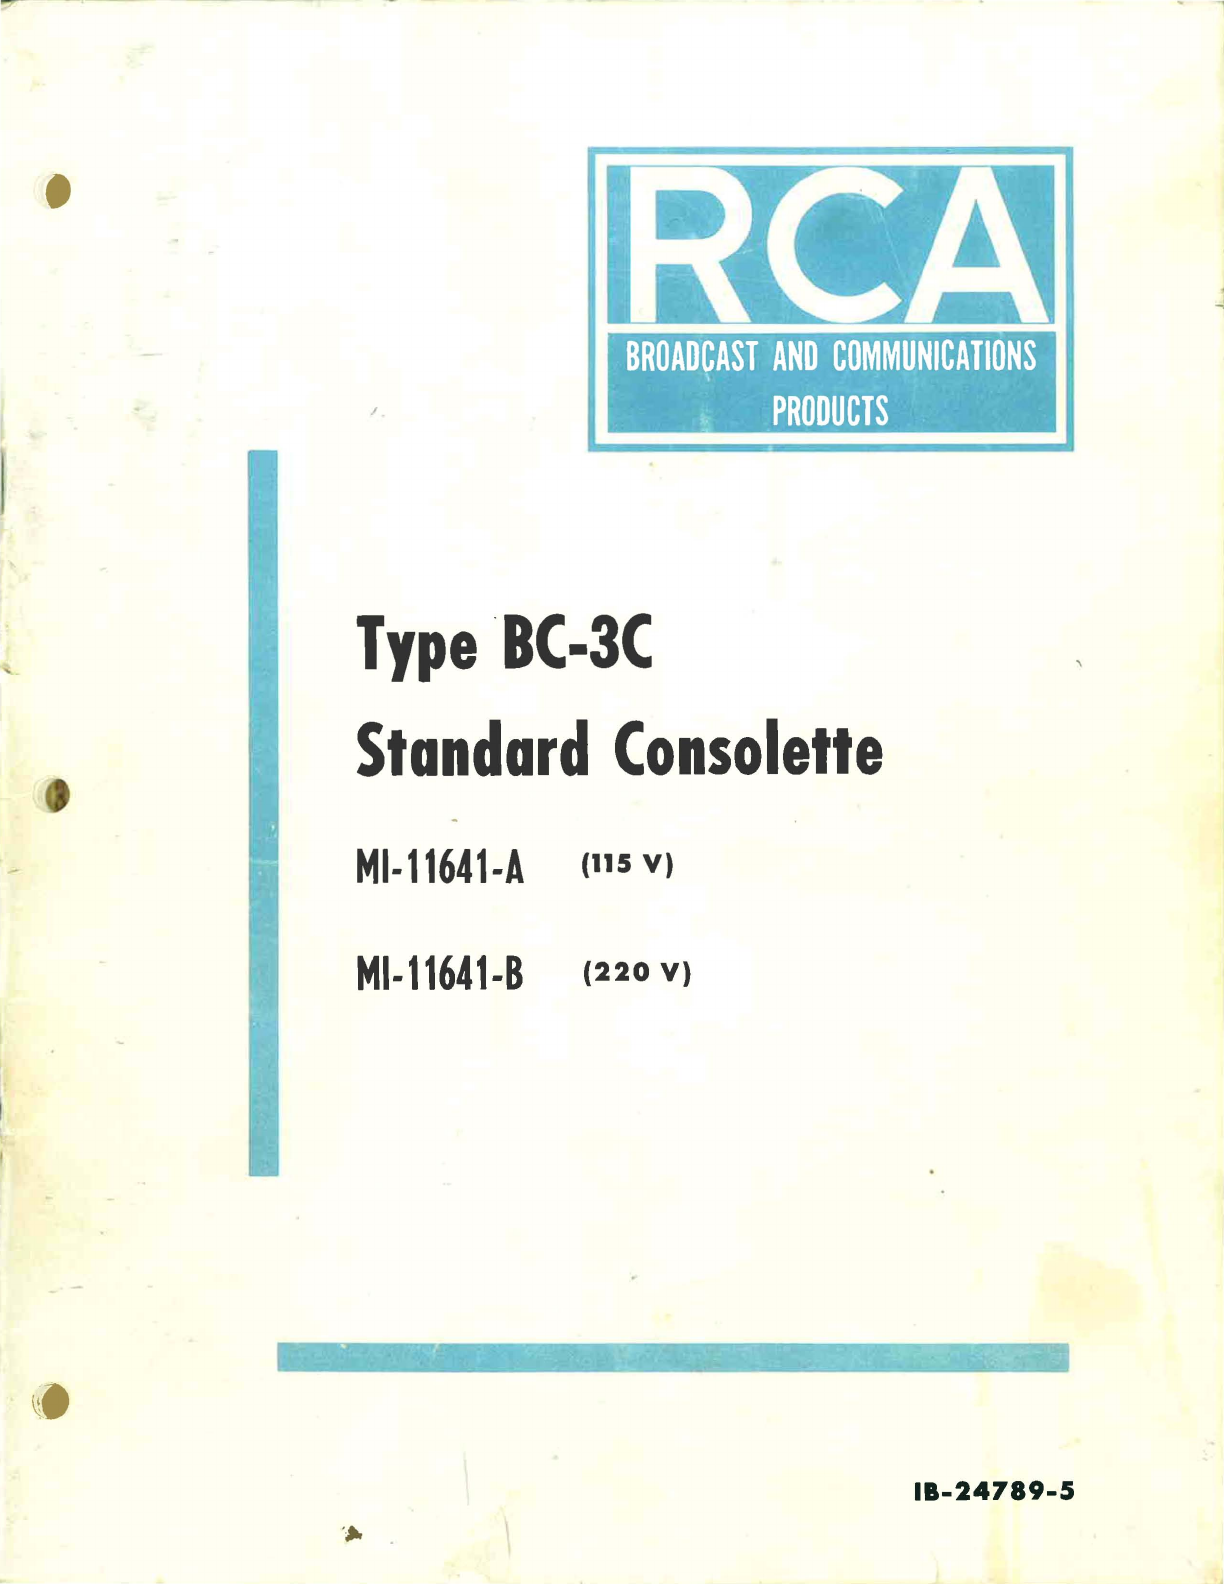 RCA
BROADCAST AND COMMUNICATIONS
PRODUCTS
Type BC-3C
Standard Consolette
MI-11641-A (115 V)
MI-11641-B (220 V)
IB-24789-5